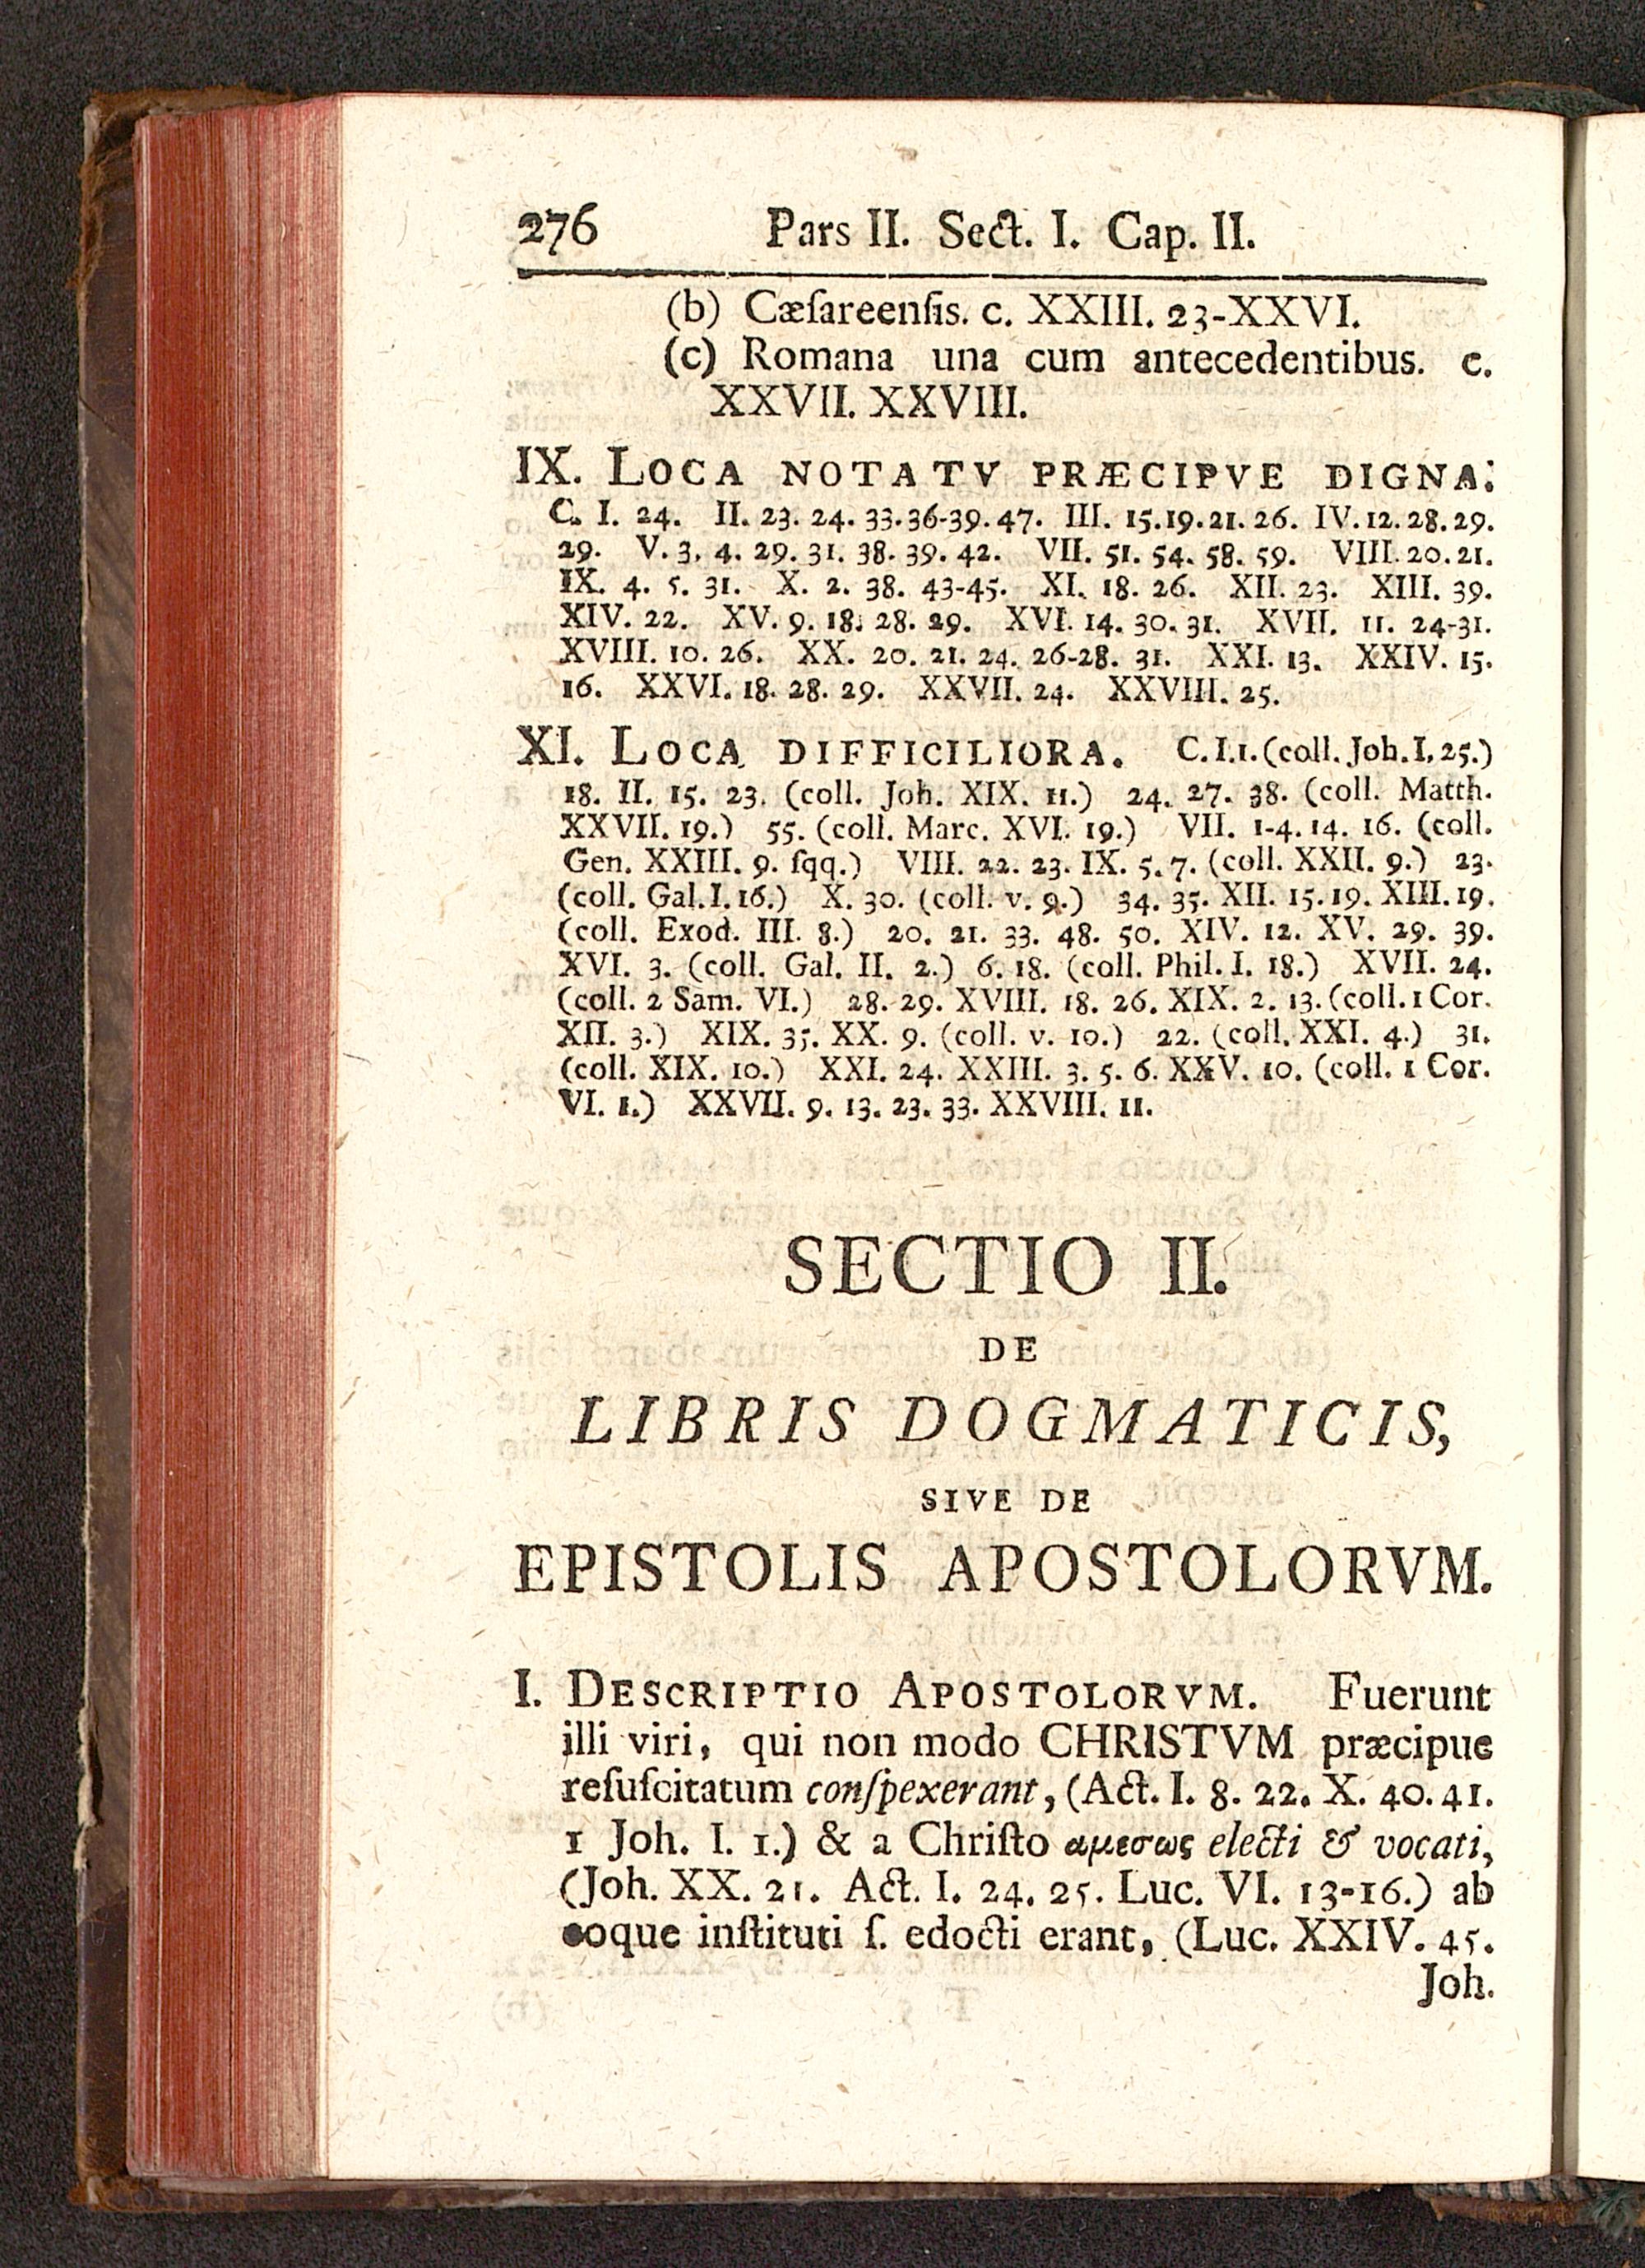 276 Pars II. Sect. I. Cap. II.
(b) Cæſareenſis. c. XXIII. 23-XXVI.
(c) Romana una cum antecedentibus. c.
XXVII. XXVIII.
IX. LOCA NOTATV PRÆCIPVE DIGNA:
C. I. 24. II. 23. 24. 33. 36-39. 47. III. 15. 19. 21. 26. IV. 12. 28. 29.
29. V. 3. 4. 29. 31. 38. 39. 42. VII. 51. 54. 58. 59. VIII. 20. 21.
IX. 4. 5. 31. X. 2. 38. 43-45. XI. 18. 26. XII. 23. XIII. 39.
XIV. 22. XV. 9. 18. 28. 29. XVI. 14. 30. 31. XVII. 11. 24-31.
XVIII. 10. 26. XX. 20. 21. 24. 26-28. 31. XXI. 13. XXIV. 15.
16. XXVI. 18. 28. 29. XXVII. 24. XXVIII. 25.
XI. LOCA DIFFICILIORA. C. I. 1. (coll. Joh. I. 25.)
18. II. 15. 23. (coll. Joh. XIX. 11.) 24. 27. 38. (coll. Matth.
XXVII. 19.) 55. (coll. Marc. XVI. 19.) VII. 1-4. 14. 16. (coll.
Gen. XXIII. 9. ſqq.) VIII. 22. 23. IX. 5. 7. (coll. XXII. 9.) 23.
(coll. Gal. I. 16.) X. 30. (coll. v. 9.) 34. 35. XII. 15. 19. XIII. 19.
(coll. Exod. III. 8.) 20. 21. 33. 48. 50. XIV. 12. XV. 29. 39.
XVI. 3. (coll. Gal. II. 2.) 6. 18. (coll. Phil. I. 18.) XVII. 24.
(coll. 2 Sam. VI.) 28. 29. XVIII. 18. 26. XIX. 2. 13. (coll. 1 Cor.
XII. 3.) XIX. 35. XX. 9. (coll. v. 10.) 22. (coll. XXI. 4.) 31.
(coll. XIX. 10.) XXI. 24. XXIII. 3. 5. 6. XXV. 10. (coll. 1 Cor.
VI. 1.) XXVII. 9. 13. 23. 33. XXVIII. 11.
SECTIO II.
DE
LIBRIS DOGMATICIS,
SIVE DE
EPISTOLIS APOSTOLORVM.
I. DESCRIPTIO APOSTOLORVM. Fuerunt
illi viri, qui non modo CHRISTVM præcipue
reſuſcitatum conſpexerant, (Act. I. 8. 22. X. 40. 41.
1 Joh. I. 1.) & a Chriſto αμεσως electi & vocati,
(Joh. XX. 21. Act. I. 24. 25. Luc. VI. 13-16.) ab
eoque inſtituti ſ. edocti erant, (Luc. XXIV. 45.
Joh.